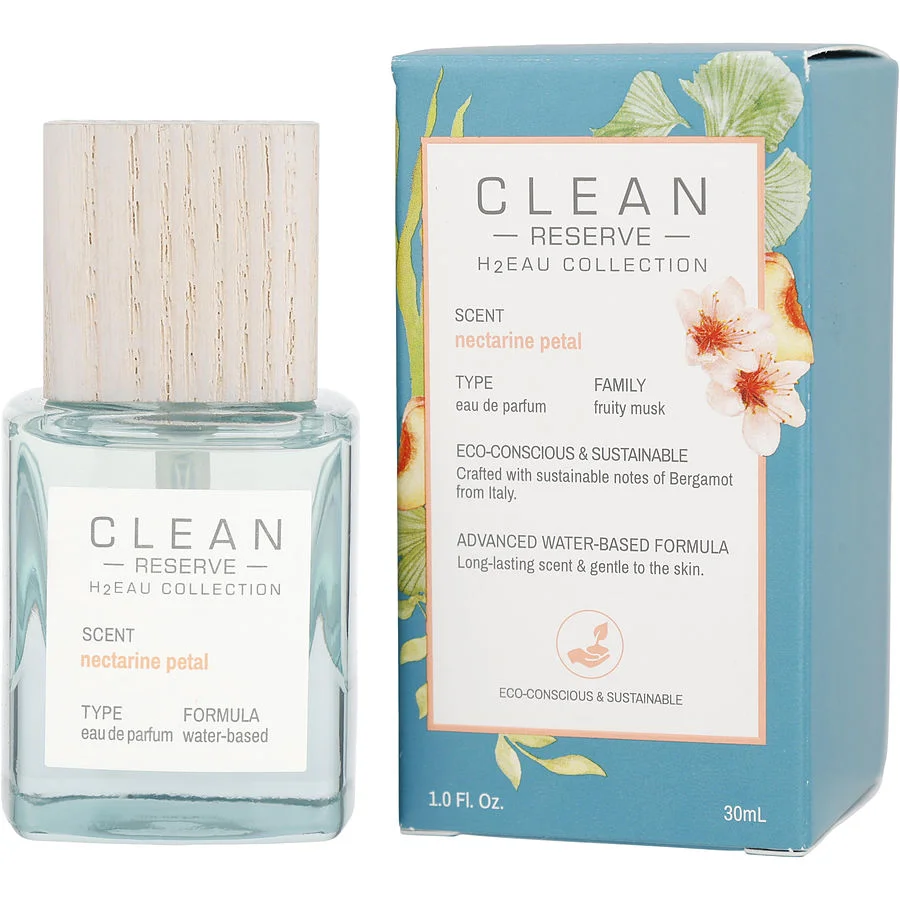 CLEAN
— RESERVE —
H2EAU COLLECTION
SCENT
nectarine petal
TYPE FORMULA
eau de parfum water-based
CLEAN
— RESERVE —
H2EAU COLLECTION
SCENT
nectarine petal
TYPE FAMILY
eau de parfum fruity musk
ECO-CONSCIOUS & SUSTAINABLE
Crafted with sustainable notes of Bergamot
from Italy.
ADVANCED WATER-BASED FORMULA
Long-lasting scent & gentle to the skin.
ECO-CONSCIOUS & SUSTAINABLE
1.0 Fl. Oz. 30mL